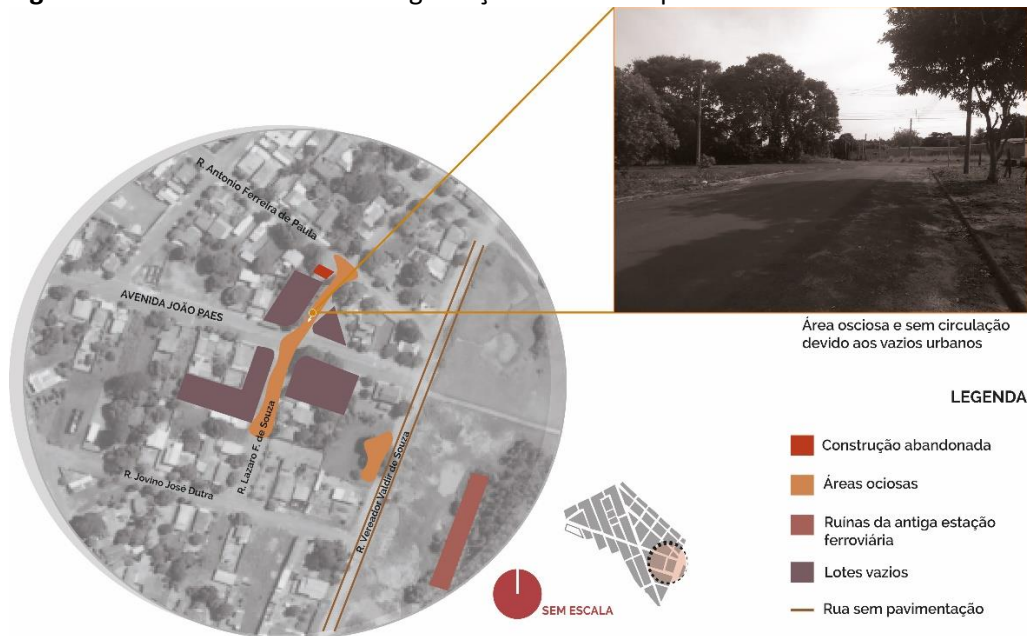 R. Antonio Ferreira de Paula
AVENIDA JOÃO PAES
R. Lazaro F. de Souza
R. Jovino José Dutra
R. Vereador Valdir de Souza
Área osciosa e sem circulação
devido aos vazios urbanos
LEGENDA
Construção abandonada
Áreas ociosas
Ruínas da antiga estação
ferroviária
Lotes vazios
Rua sem pavimentação
SEM ESCALA